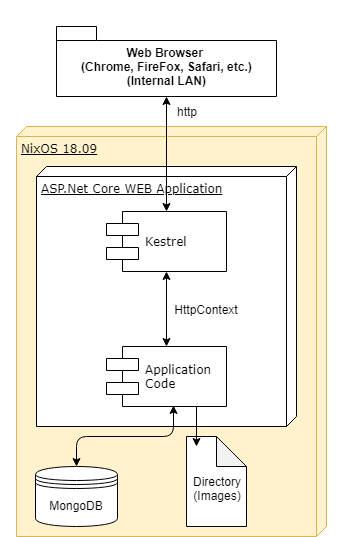 Web Browser
(Chrome, FireFox, Safari, etc.)
(Internal LAN)
http
NixOS 18.09
ASP.Net Core WEB Application
Kestrel
HttpContext
Application
Code
MongoDB
Directory
(Images)